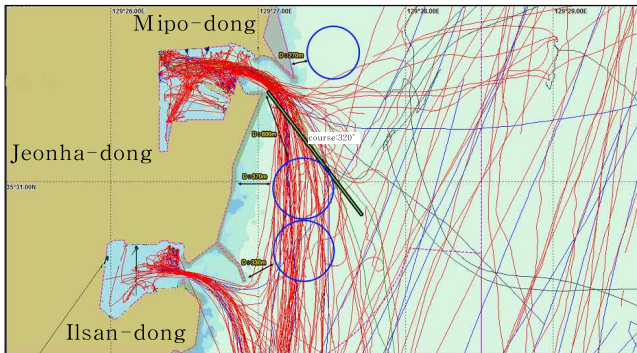 129°26.00E
129°27.00E
129°28.00E
129°29.00E
Mipo-dong
D : 270m
D : 800m
course:320°
Jeonha-dong
D : 370m
35°31.00N
D : 380m
Ilsan-dong